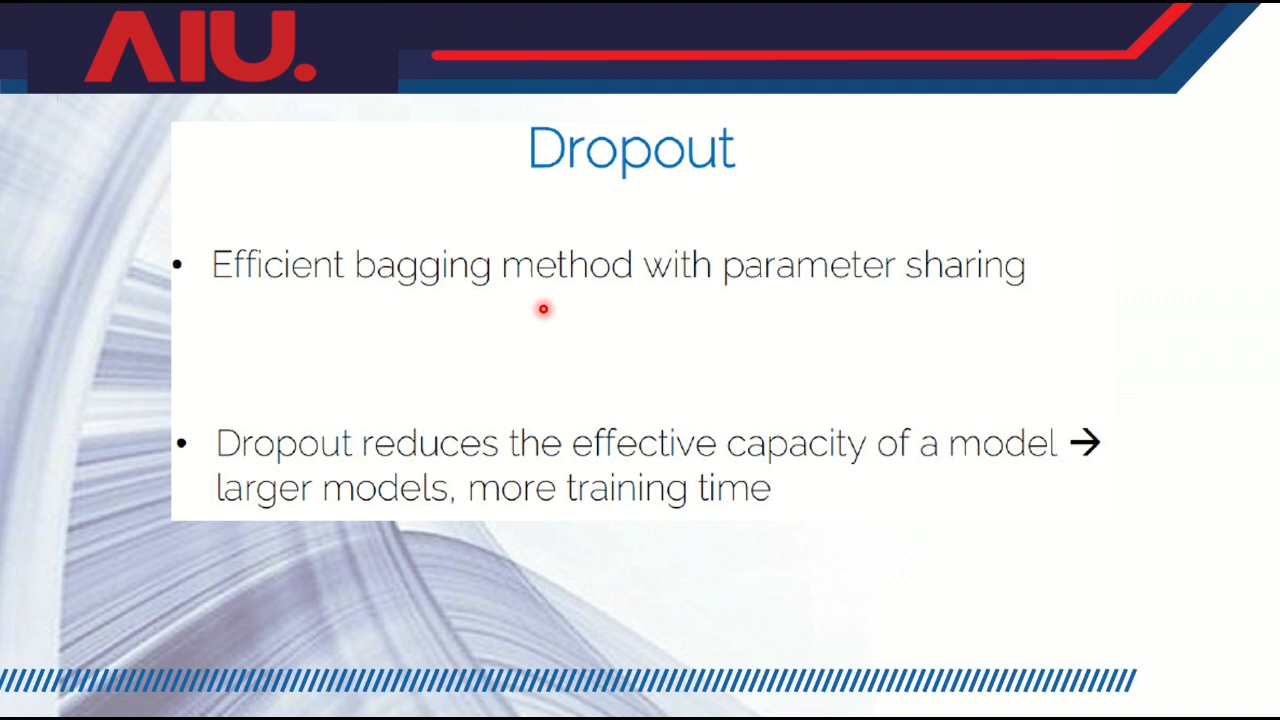 AIU.
Dropout
• Efficient bagging method with parameter sharing
• Dropout reduces the effective capacity of a model →
larger models, more training time